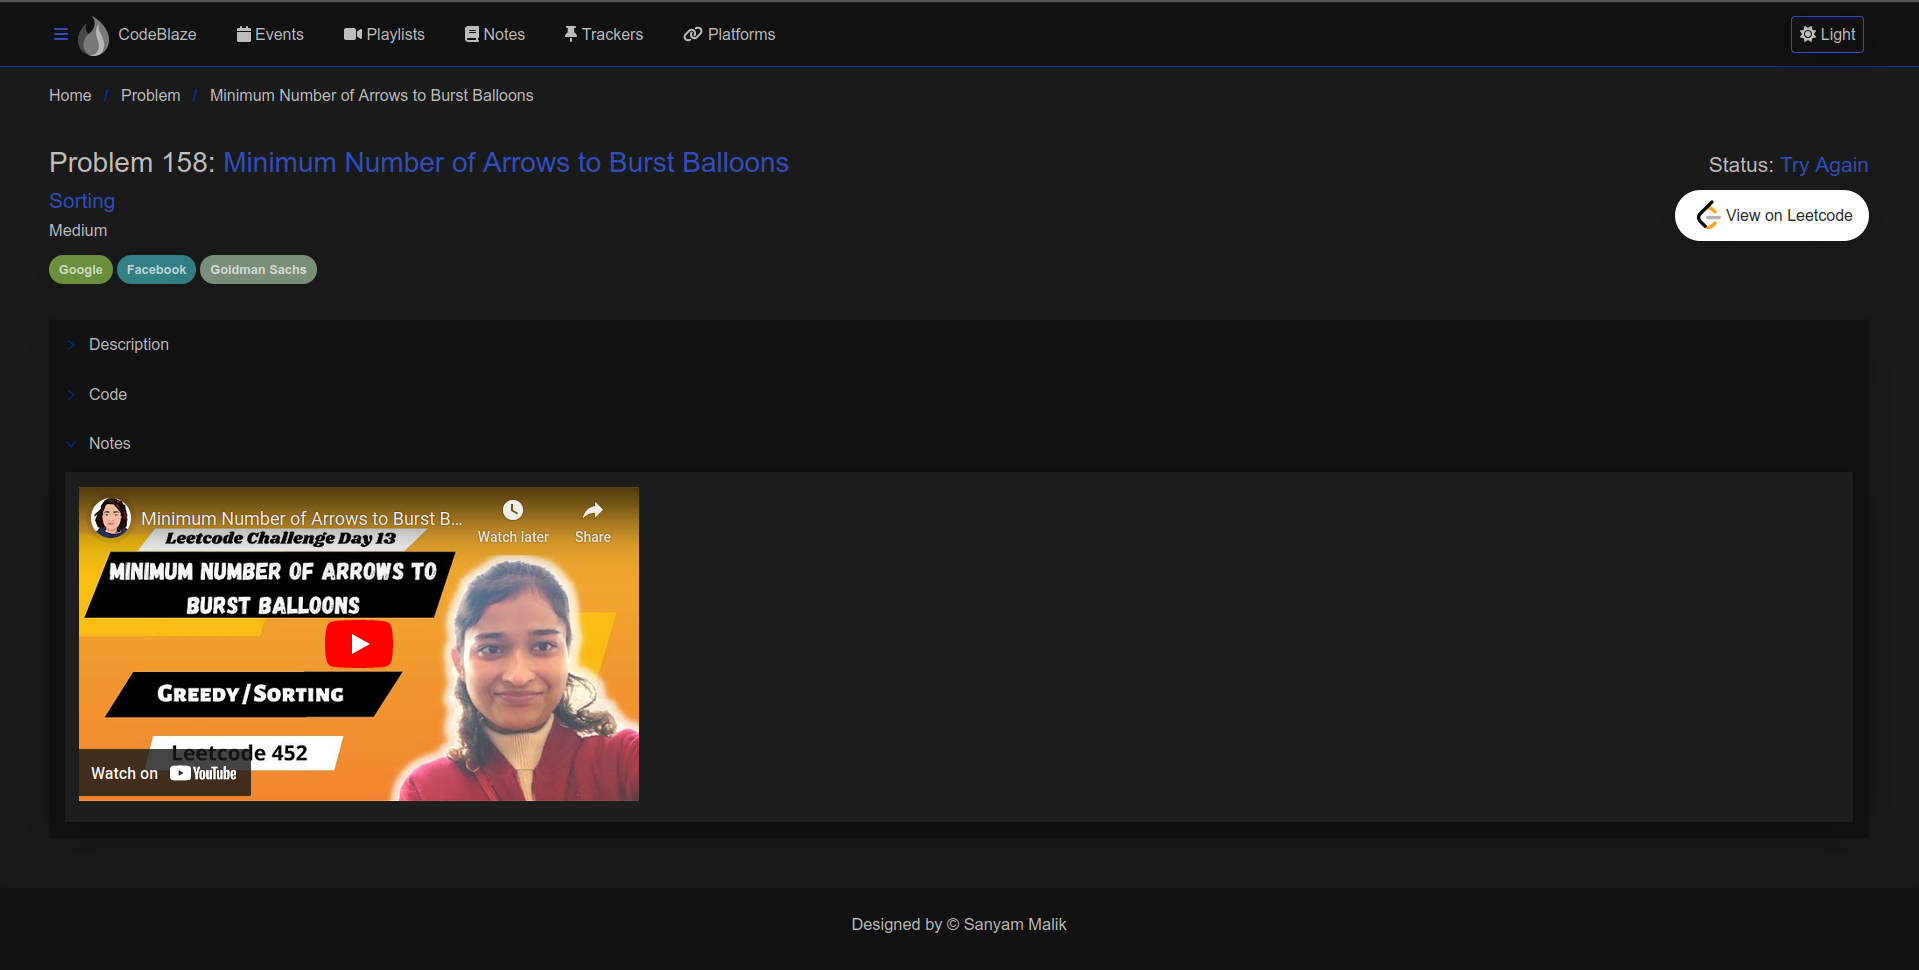 CodeBlaze Events Playlists Notes Trackers Platforms Light
Home / Problem / Minimum Number of Arrows to Burst Balloons
Problem 158: Minimum Number of Arrows to Burst Balloons
Status: Try Again
Sorting
View on Leetcode
Medium
Google Facebook Goldman Sachs
Description
Code
Notes
Minimum Number of Arrows to Burst B...
Watch later
Share
Leetcode Challenge Day 13
MINIMUM NUMBER OF ARROWS TO
BURST BALLOONS
GREEDY/SORTING
Leetcode 452
Watch on YouTube
Designed by © Sanyam Malik